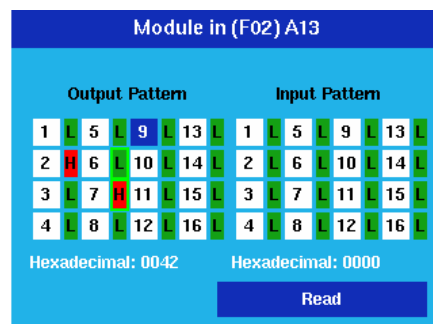 Module in (F02) A13
Output Pattern Input Pattern
1 L 5 L 9 L 13 L 1 L 5 L 9 L 13 L
2 H 6 L 10 L 14 L 2 L 6 L 10 L 14 L
3 L 7 H 11 L 15 L 3 L 7 L 11 L 15 L
4 L 8 L 12 L 16 L 4 L 8 L 12 L 16 L
Hexadecimal: 0042 Hexadecimal: 0000
Read